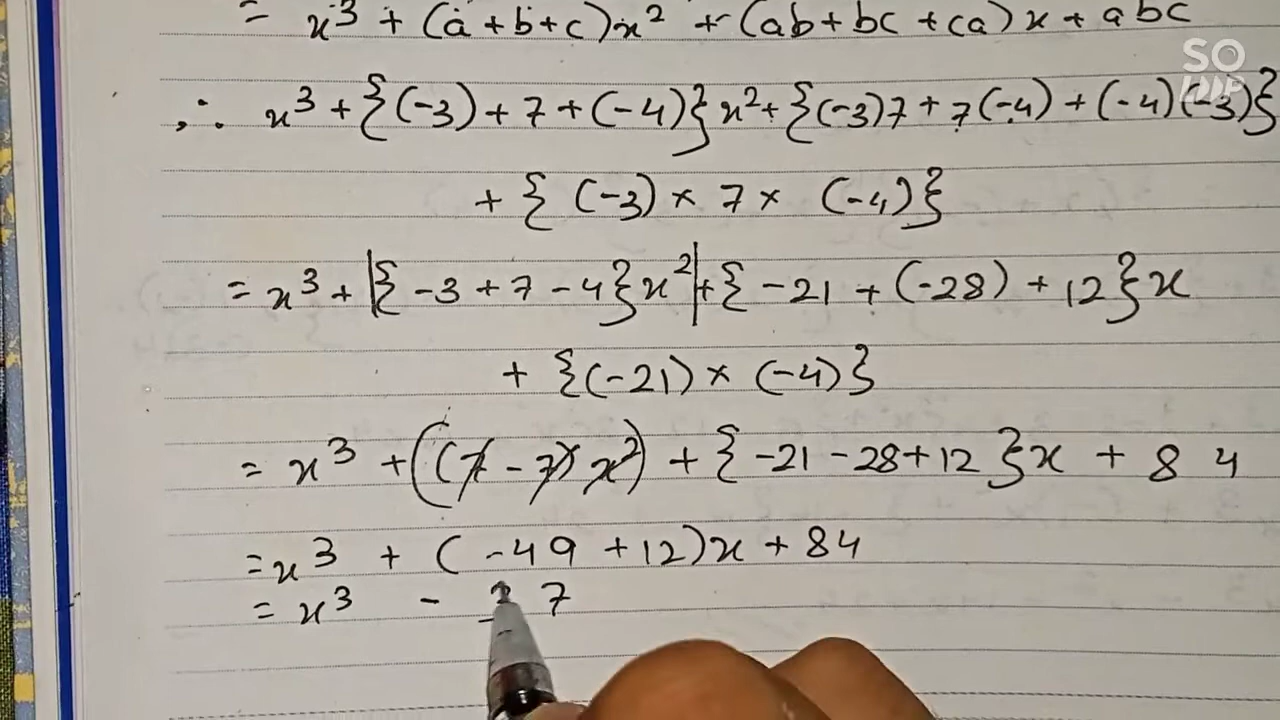 = x³ + (a + b + c)x² + (ab + bc + ca)x + abc
SO
∴ x³ + {(-3) + 7 + (-4)}x² + {(-3)7 + 7(-4) + (-4)(-3)}
+ { (-3) × 7 × (-4)}
= x³ + |{ -3 + 7 - 4}x²| + { -21 + (-28) + 12}x
+ {(-21) × (-4)}
= x³ + ((7 - 7) x²) + { -21 - 28 + 12 }x + 84
= x³ + ( -49 + 12)x + 84
= x³ - 37